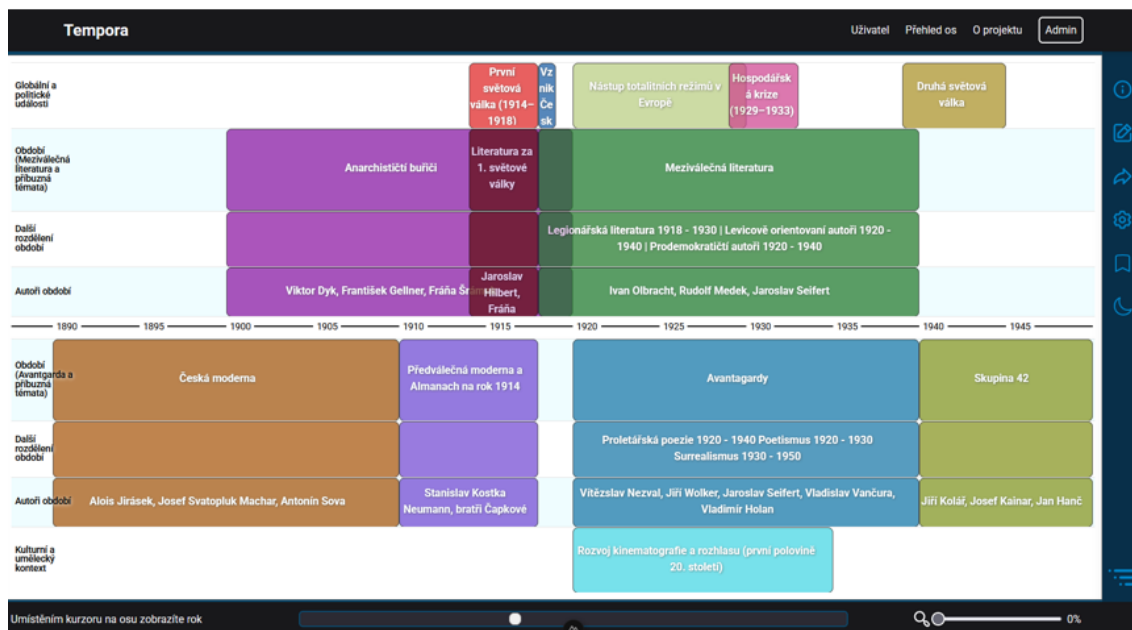 Tempora
Uživatel Přehled os O projektu Admin
Globální a
politické
události
První
světová
válka (1914–
1918)
Vz
nik
Če
sk
Nástup totalitních režimů v
Evropě
Hospodářsk
á krize
(1929–1933)
Druhá světová
válka
Období
(Meziválečná
literatura a
příbuzná
témata)
Anarchističtí buřiči
Literatura za
1. světové
války
Meziválečná literatura
Další
rozdělení
období
Legionářská literatura 1918 - 1930 | Levicově orientovaní autoři 1920 -
1940 | Prodemokratičtí autoři 1920 - 1940
Autoři období
Viktor Dyk, František Gellner, Fráňa
Jaroslav
Hilbert,
Fráňa
Ivan Olbracht, Rudolf Medek, Jaroslav Seifert
1890 1895 1900 1905 1910 1915 1920 1925 1930 1935 1940 1945
Období
(Avantgarda a
příbuzná
témata)
Česká moderna
Předválečná moderna a
Almanach na rok 1914
Avantagardy
Skupina 42
Další
rozdělení
období
Proletářská poezie 1920 - 1940 Poetismus 1920 - 1930
Surrealismus 1930 - 1950
Autoři období
Alois Jirásek, Josef Svatopluk Machar, Antonín Sova
Stanislav Kostka
Neumann, bratři Čapkové
Vítězslav Nezval, Jiří Wolker, Jaroslav Seifert, Vladislav Vančura,
Vladimír Holan
Jiří Kolář, Josef Kainar, Jan Hanč
Kulturní a
umělecký
kontext
Rozvoj kinematografie a rozhlasu (první polovině
20. století)
Umístěním kurzoru na osu zobrazíte rok
0%